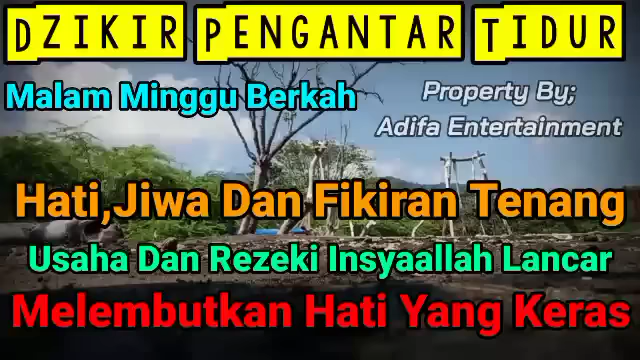 DZIKIR PENGANTAR TIDUR
Malam Minggu Berkah
Property By;
Adifa Entertainment
Hati,Jiwa Dan Fikiran Tenang
Usaha Dan Rezeki Insyaallah Lancar
Melembutkan Hati Yang Keras